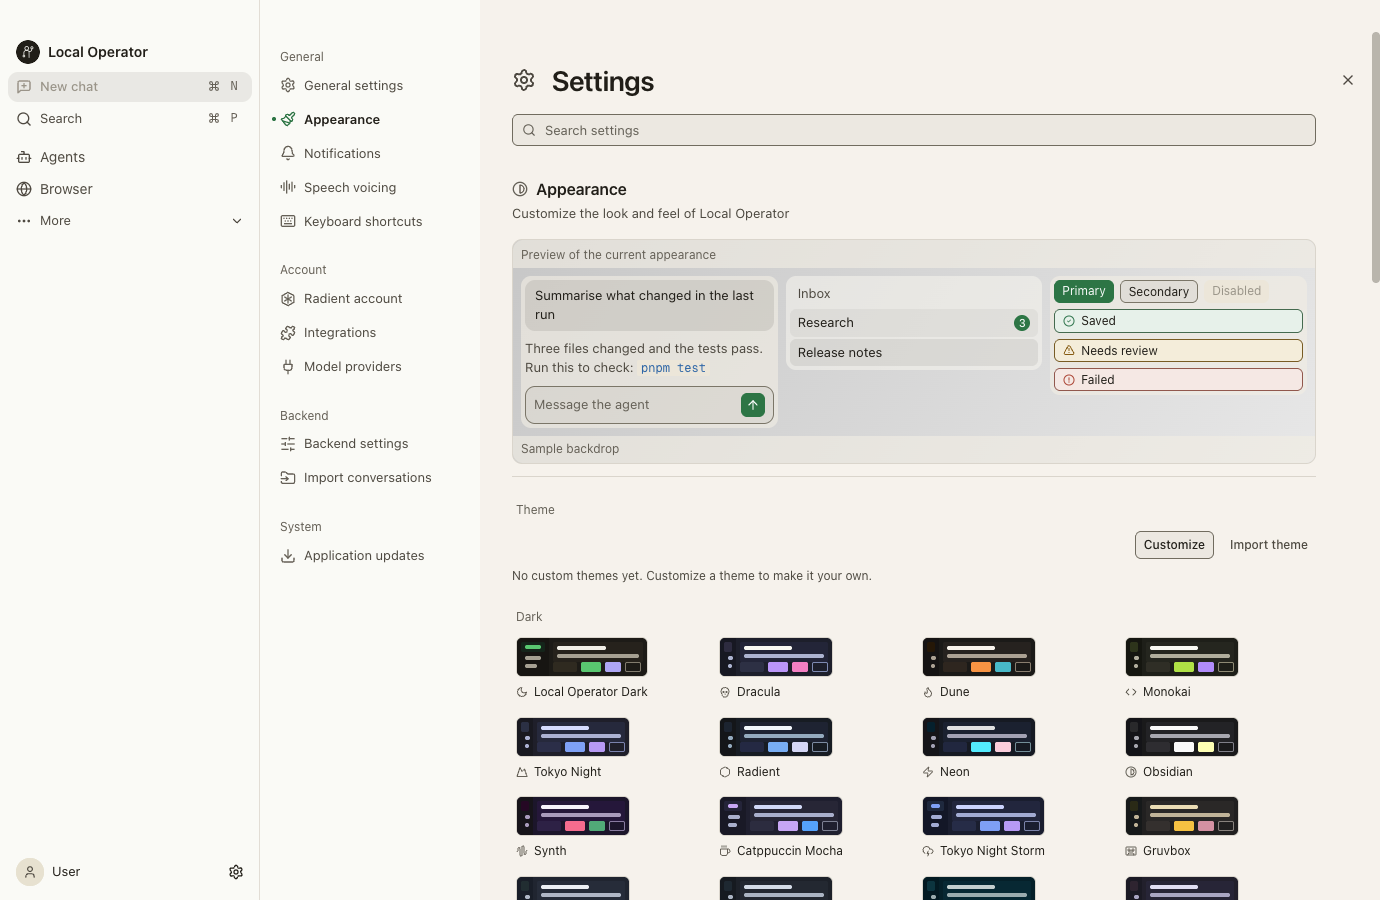 Local Operator
New chat ⌘ N
Search ⌘ P
Agents
Browser
More
User
General
General settings
Appearance
Notifications
Speech voicing
Keyboard shortcuts
Account
Radient account
Integrations
Model providers
Backend
Backend settings
Import conversations
System
Application updates
Settings
Search settings
Appearance
Customize the look and feel of Local Operator
Preview of the current appearance
Summarise what changed in the last
run
Three files changed and the tests pass.
Run this to check: pnpm test
Message the agent
Inbox
Research 3
Release notes
Primary Secondary Disabled
Saved
Needs review
Failed
Sample backdrop
Theme
Customize Import theme
No custom themes yet. Customize a theme to make it your own.
Dark
Local Operator Dark Dracula Dune Monokai
Tokyo Night Radient Neon Obsidian
Synth Catppuccin Mocha Tokyo Night Storm Gruvbox